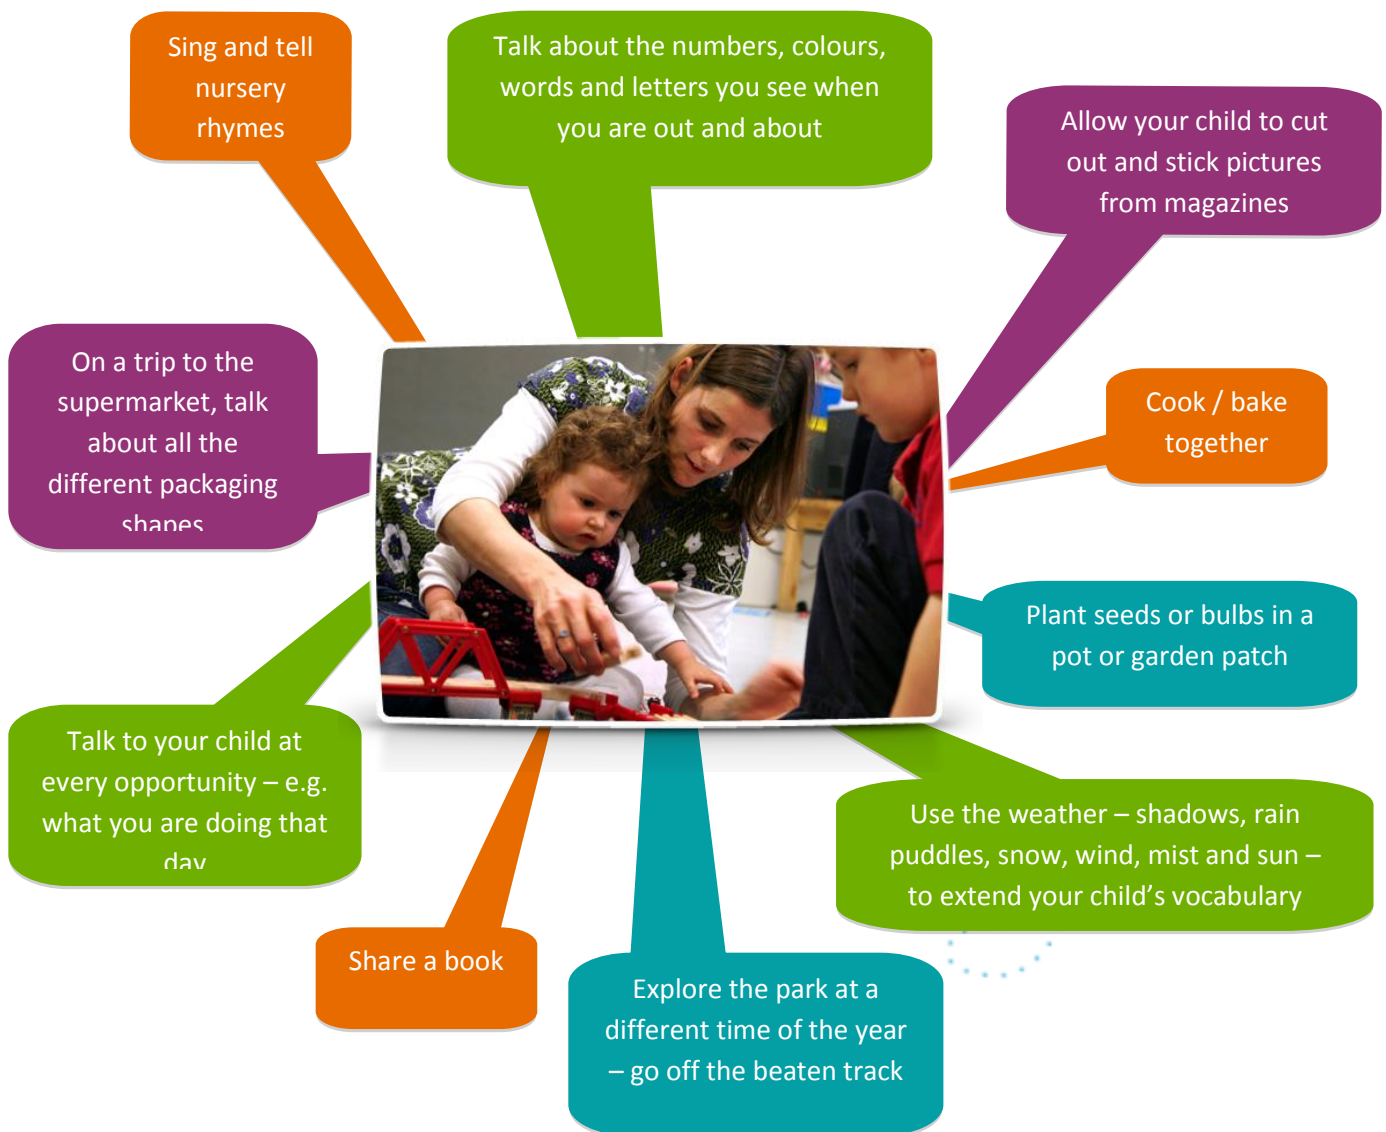 Sing and tell
nursery
rhymes
Talk about the numbers, colours,
words and letters you see when
you are out and about
Allow your child to cut
out and stick pictures
from magazines
On a trip to the
supermarket, talk
about all the
different packaging
shapes
Cook / bake
together
Plant seeds or bulbs in a
pot or garden patch
Talk to your child at
every opportunity – e.g.
what you are doing that
day
Use the weather – shadows, rain
puddles, snow, wind, mist and sun –
to extend your child’s vocabulary
Share a book
Explore the park at a
different time of the year
– go off the beaten track